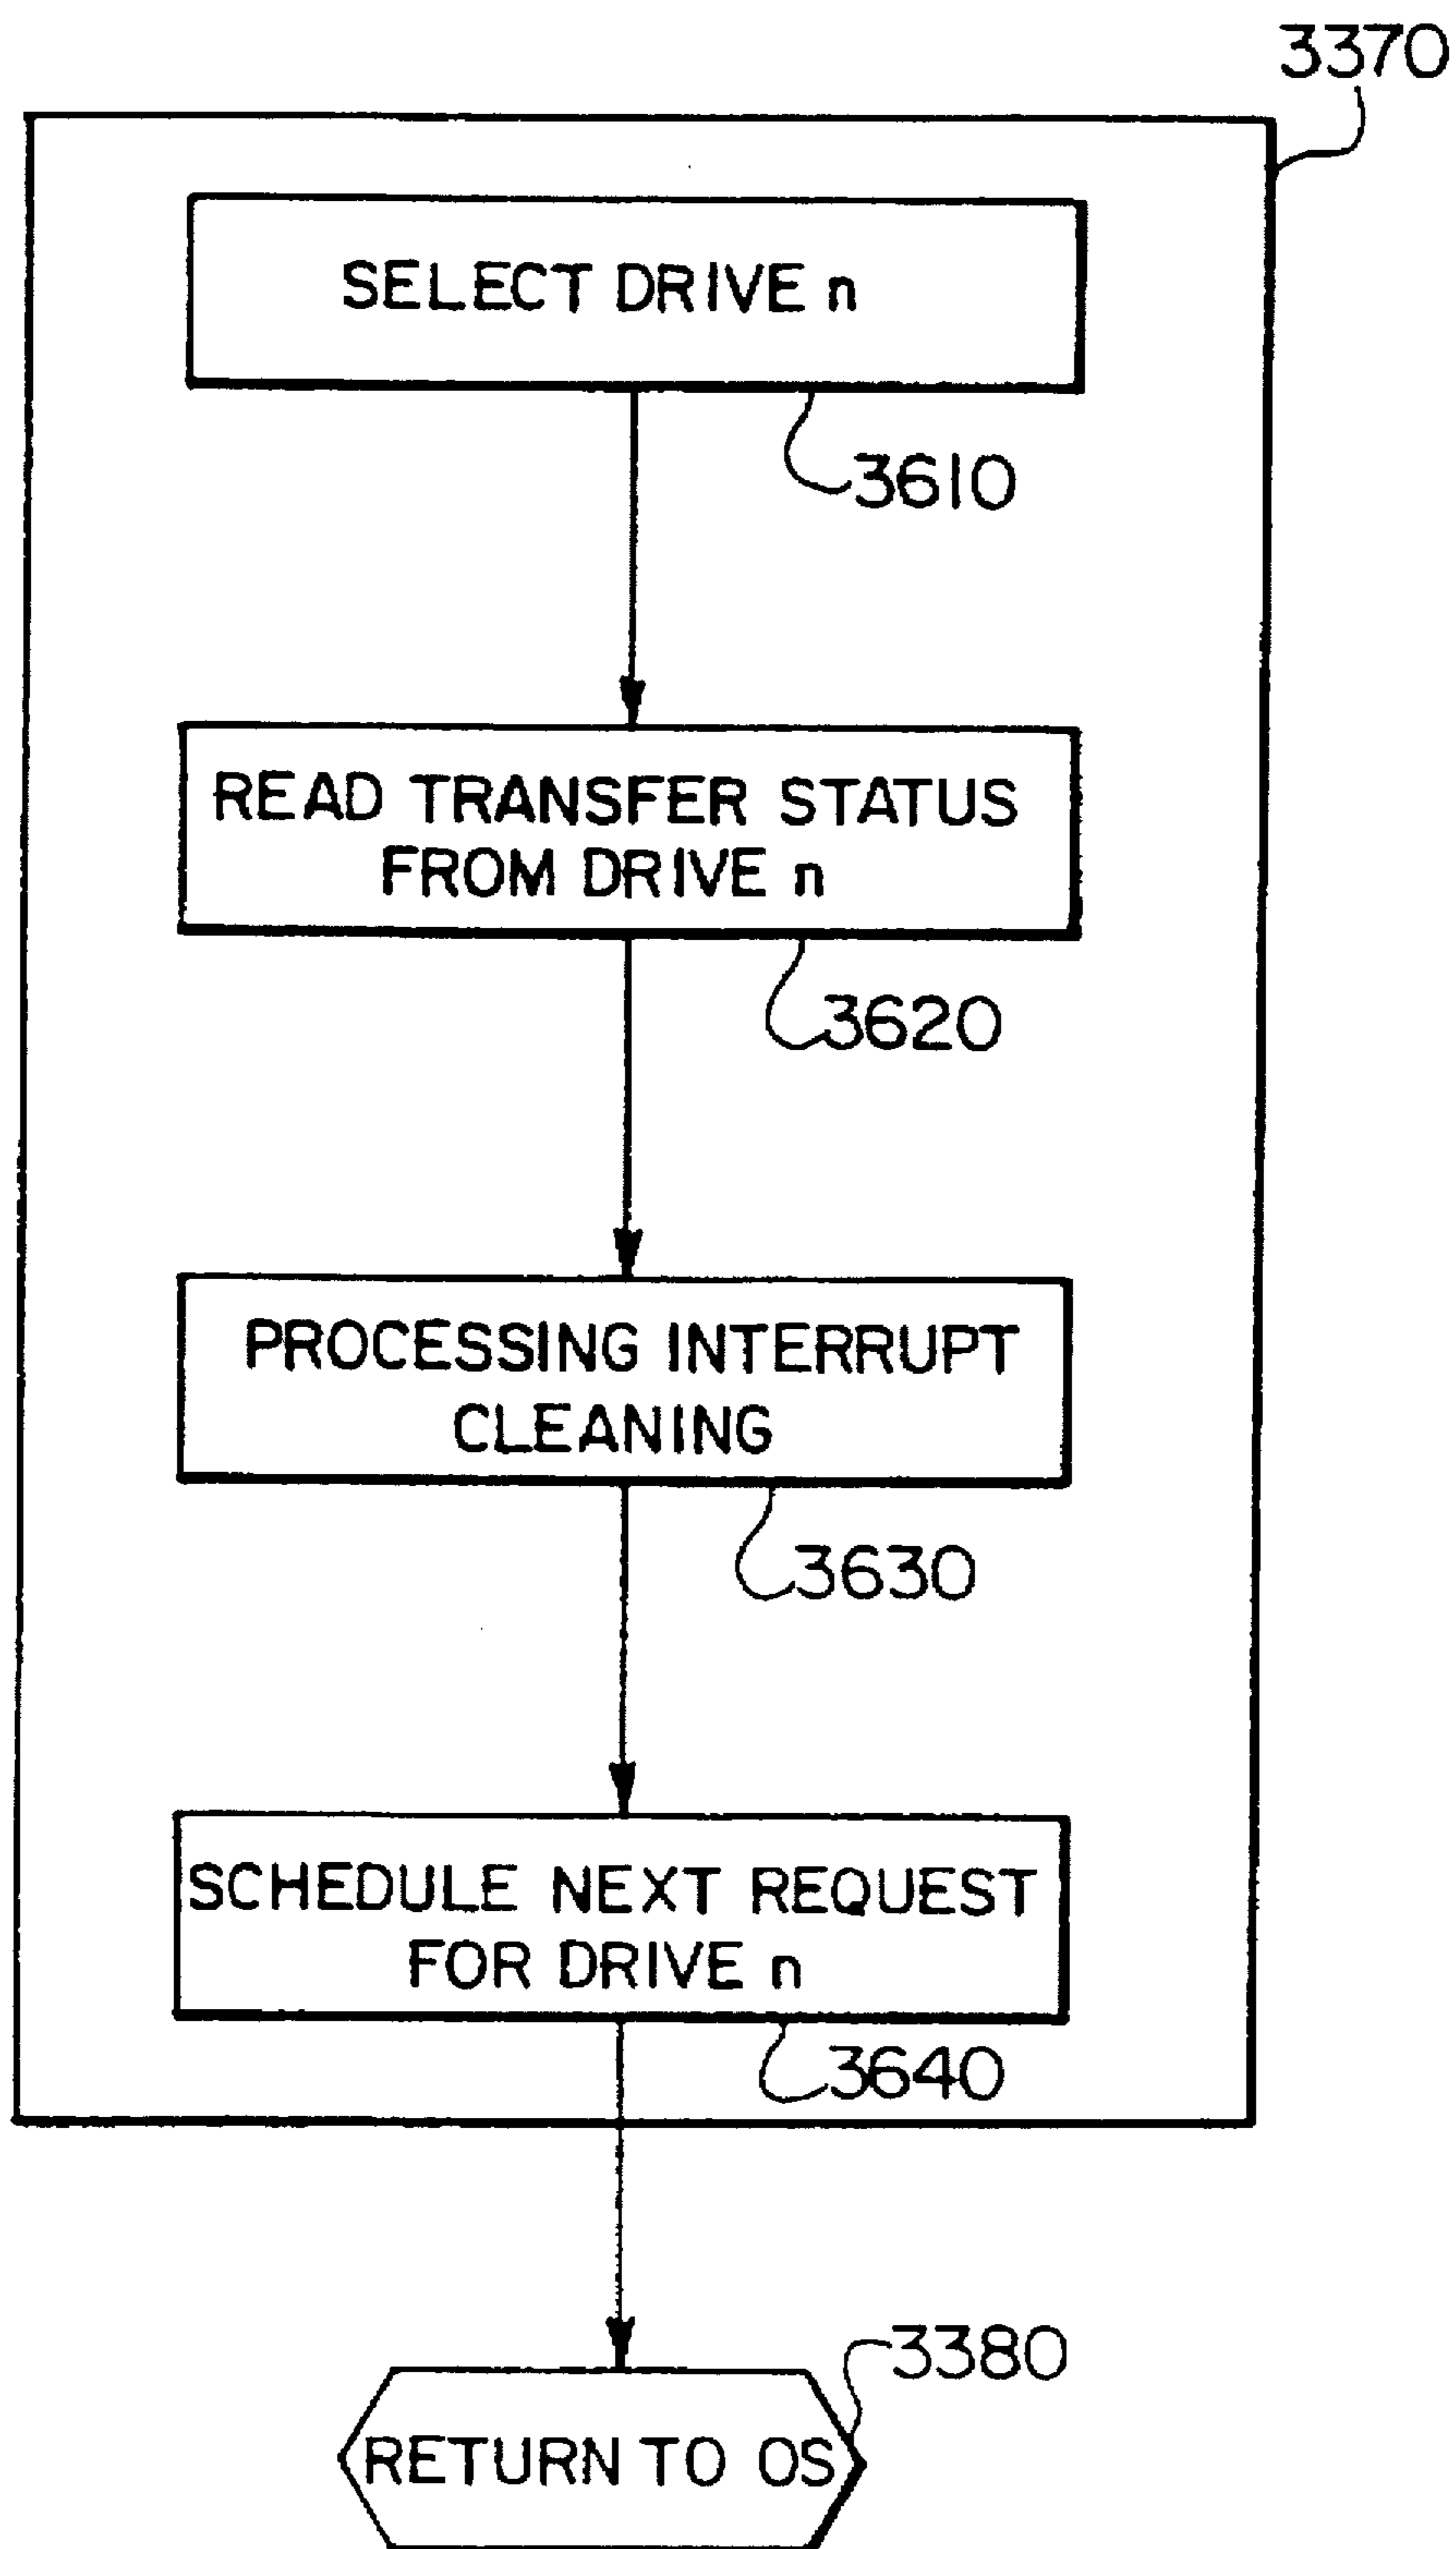 3370
SELECT DRIVE n
3610
READ TRANSFER STATUS
FROM DRIVE n
3620
PROCESSING INTERRUPT
CLEANING
3630
SCHEDULE NEXT REQUEST
FOR DRIVE n
3640
3380
RETURN TO OS